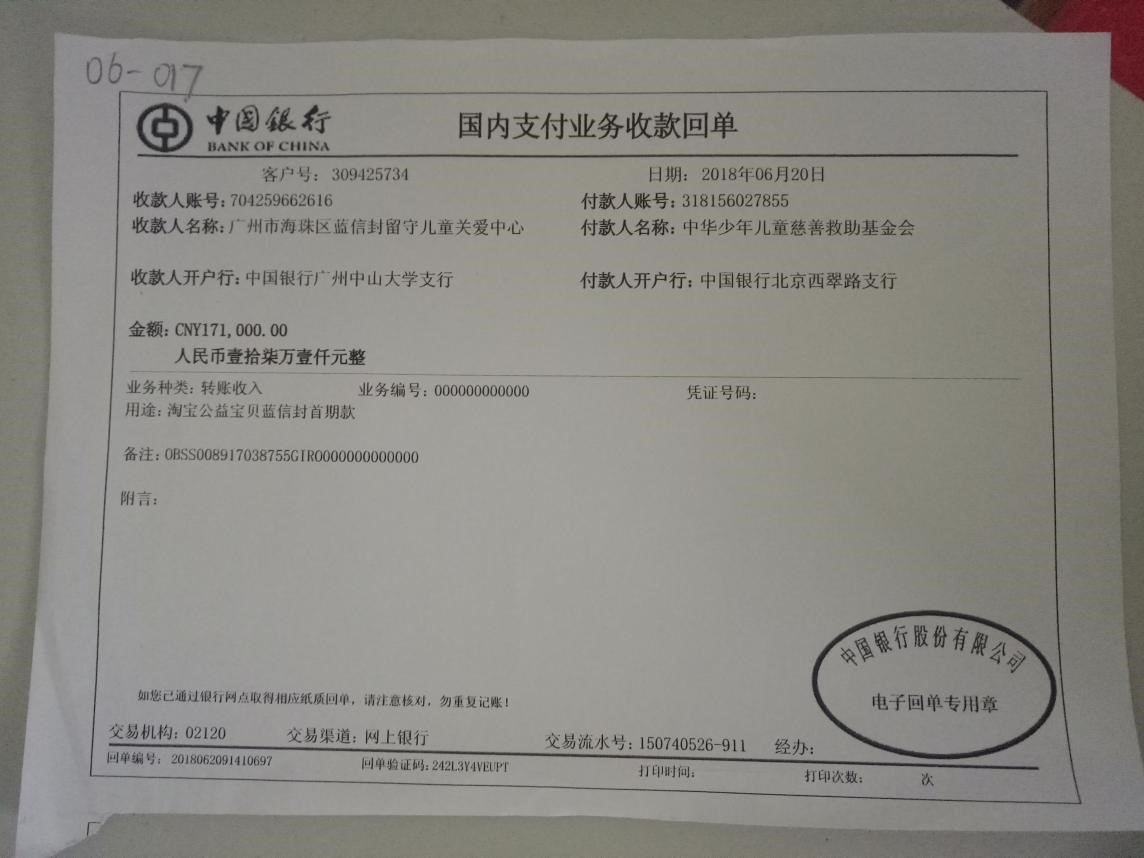 06-017
中国银行 国内支付业务收款回单
BANK OF CHINA
客户号： 309425734 日期： 2018年06月20日
收款人账号：704259662616 付款人账号：318156027855
收款人名称：广州市海珠区蓝信封留守儿童关爱中心 付款人名称：中华少年儿童慈善救助基金会
收款人开户行：中国银行广州中山大学支行 付款人开户行：中国银行北京西翠路支行
金额：CNY171,000.00
人民币壹拾柒万壹仟元整
业务种类：转账收入 业务编号：000000000000 凭证号码：
用途：淘宝公益宝贝蓝信封首期款
备注：OBSS008917038755GIRO000000000000
附言：
中国银行股份有限公司
电子回单专用章
如您已通过银行网点取得相应纸质回单，请注意核对，勿重复记账！
交易机构：02120 交易渠道：网上银行 交易流水号：150740526-911 经办：
回单编号：2018062091410697 回单验证码：242L3Y4VEUPT 打印时间： 打印次数： 次